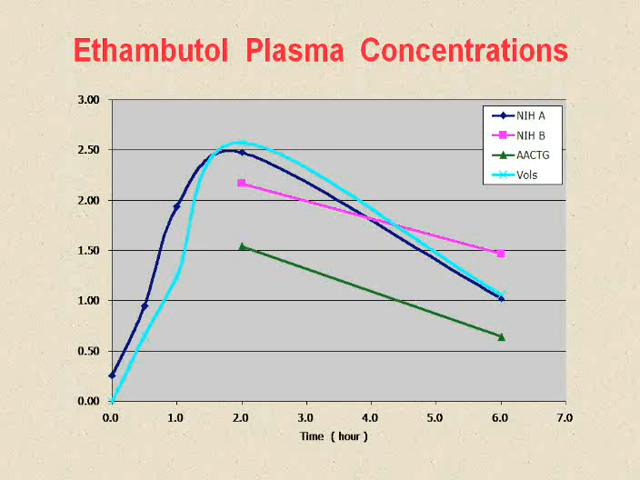 Ethambutol Plasma Concentrations
3.00
2.50
2.00
1.50
1.00
0.50
0.00
0.0 1.0 2.0 3.0 4.0 5.0 6.0 7.0
Time ( hour )
NIH A
NIH B
AACTG
Vols